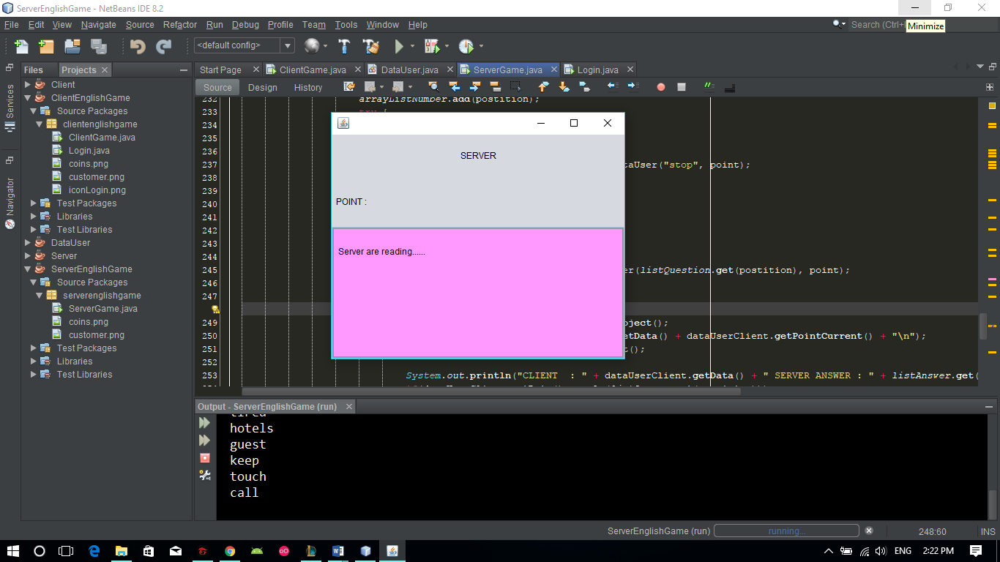 ServerEnglishGame - NetBeans IDE 8.2
File Edit View Navigate Source Refactor Run Debug Profile Team Tools Window Help
Search (Ctrl+I
Minimize
<default config>
Files Projects
Start Page ClientGame.java DataUser.java ServerGame.java Login.java
Source Design History
Services
Navigator
Client
ClientEnglishGame
Source Packages
clientenglishgame
ClientGame.java
Login.java
coins.png
customer.png
iconLogin.png
Test Packages
Libraries
Test Libraries
DataUser
Server
ServerEnglishGame
Source Packages
serverenglishgame
ServerGame.java
coins.png
customer.png
Test Packages
Libraries
Test Libraries
232 arrayListNumber.add(postition);
233 try {
234
235
236
237 taUser("stop", point);
238
239
240
241
242
243
244
245 er(listQuestion.get(postition), point);
246
247
249 bject();
250 etData() + dataUserClient.getPointCurrent() + "\n");
251 t();
252
253 System.out.println("CLIENT : " + dataUserClient.getData() + " SERVER ANSWER : " + listAnswer.get(
SERVER
POINT :
Server are reading......
Output - ServerEnglishGame (run)
tired
hotels
guest
keep
touch
call
ServerEnglishGame (run) running... 248:60 INS
ENG 2:22 PM